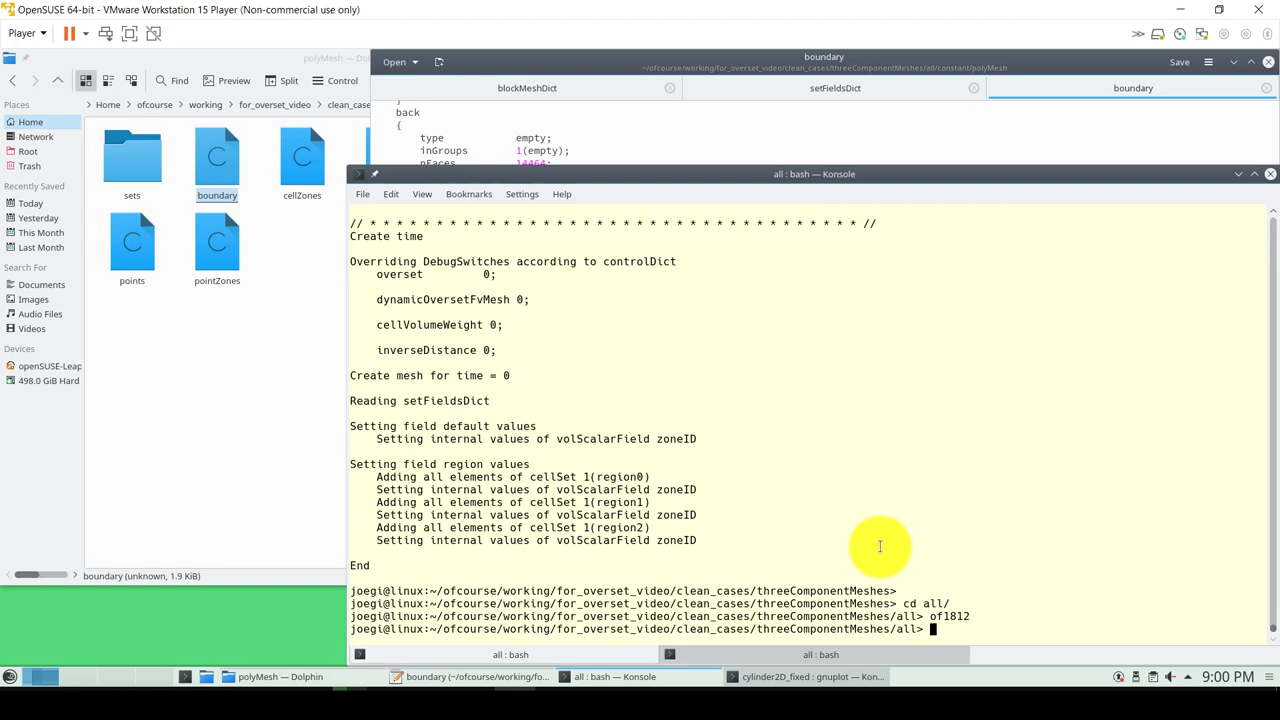 OpenSUSE 64-bit - VMware Workstation 15 Player (Non-commercial use only)
Player
polyMesh —
Find
Preview
Split
Control
Home
ofcourse
working
for_overset_video
clean_case
Places
Home
Network
Root
Trash
Recently Saved
Today
Yesterday
This Month
Last Month
Search For
Documents
Images
Audio Files
Videos
Devices
openSUSE-Leap
498.0 GiB Hard
sets
boundary
cellZones
points
pointZones
boundary (unknown, 1.9 KiB)
Open
boundary
~/ofcourse/working/for_overset_video/clean_cases/threeComponentMeshes/all/constant/polyMesh
Save
blockMeshDict
setFieldsDict
boundary
}
back
{
type empty;
inGroups 1(empty);
nFaces 14464;
all : bash — Konsole
File Edit View Bookmarks Settings Help
// * * * * * * * * * * * * * * * * * * * * * * * * * * * * * * * * * * * * * //
Create time
Overriding DebugSwitches according to controlDict
overset 0;
dynamicOversetFvMesh 0;
cellVolumeWeight 0;
inverseDistance 0;
Create mesh for time = 0
Reading setFieldsDict
Setting field default values
Setting internal values of volScalarField zoneID
Setting field region values
Adding all elements of cellSet 1(region0)
Setting internal values of volScalarField zoneID
Adding all elements of cellSet 1(region1)
Setting internal values of volScalarField zoneID
Adding all elements of cellSet 1(region2)
Setting internal values of volScalarField zoneID
End
joegi@linux:~/ofcourse/working/for_overset_video/clean_cases/threeComponentMeshes>
joegi@linux:~/ofcourse/working/for_overset_video/clean_cases/threeComponentMeshes> cd all/
joegi@linux:~/ofcourse/working/for_overset_video/clean_cases/threeComponentMeshes/all> of1812
joegi@linux:~/ofcourse/working/for_overset_video/clean_cases/threeComponentMeshes/all>
all : bash
all : bash
polyMesh — Dolphin
boundary (~/ofcourse/working/fo...
all : bash — Konsole
cylinder2D_fixed : gnuplot — Kon...
9:00 PM